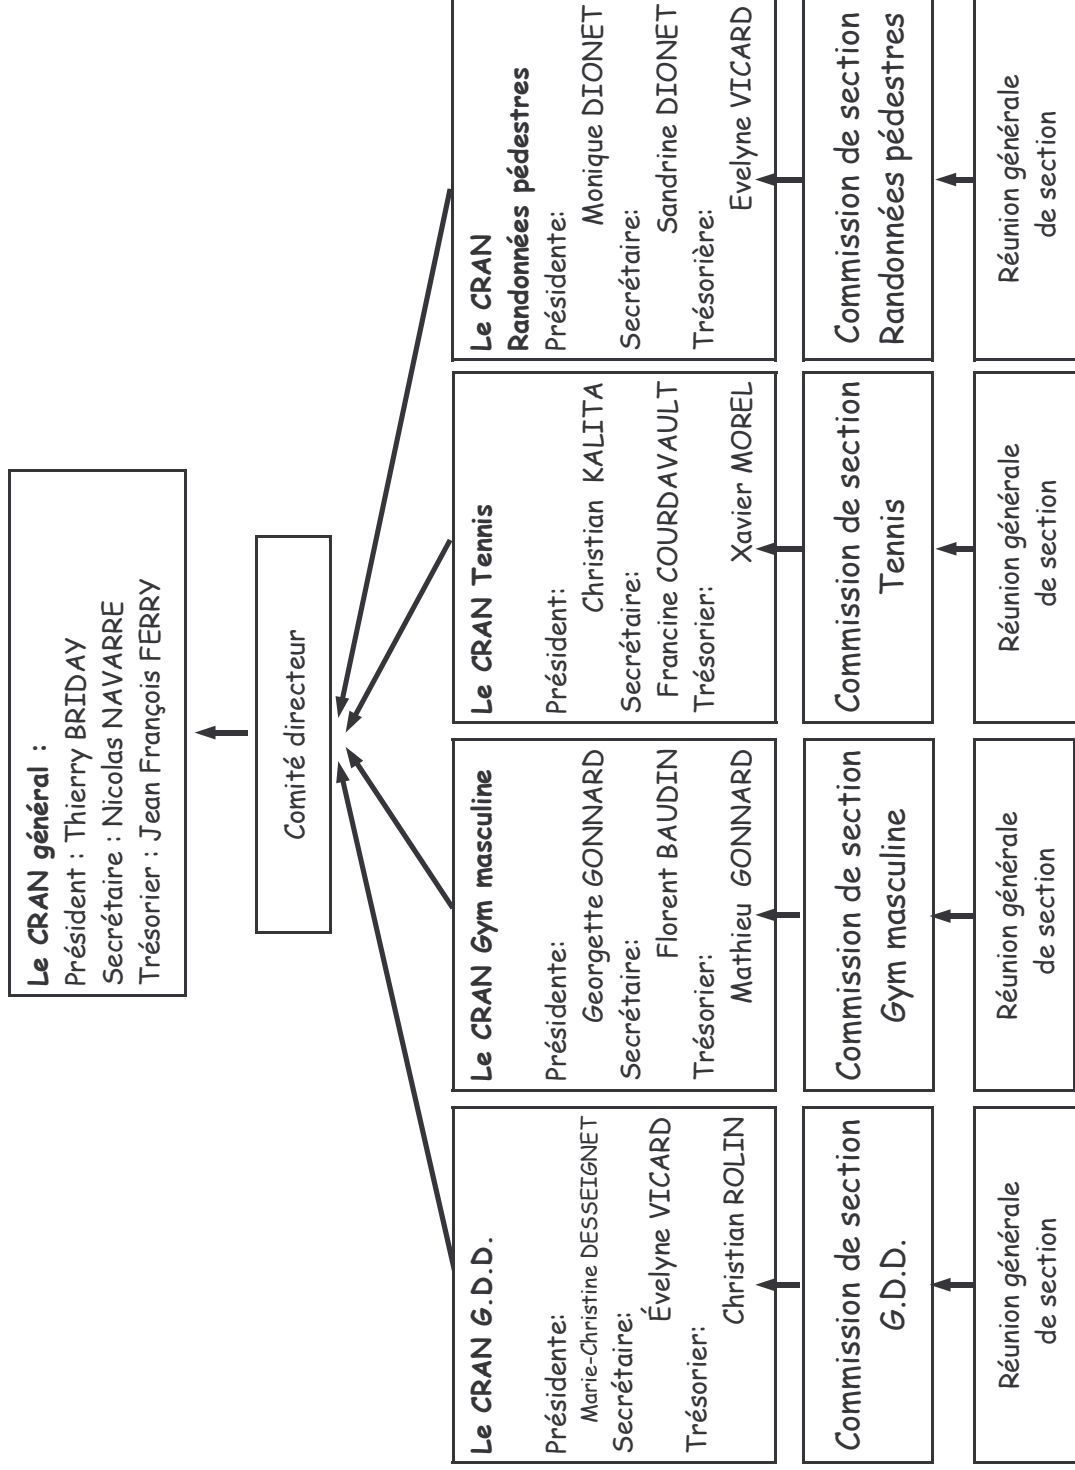 Le CRAN général :
Président : Thierry BRIDAY
Secrétaire : Nicolas NAVARRE
Trésorier : Jean François FERRY
Comité directeur
Le CRAN G.D.D.
Présidente:
Marie-Christine DESSEIGNET
Secrétaire:
Évelyne VICARD
Trésorier:
Christian ROLIN
Le CRAN Gym masculine
Présidente:
Georgette GONNARD
Secrétaire:
Florent BAUDIN
Trésorier:
Mathieu GONNARD
Le CRAN Tennis
Président:
Christian KALITA
Secrétaire:
Francine COURDAVAULT
Trésorier:
Xavier MOREL
Le CRAN
Randonnées pédestres
Présidente:
Monique DIONET
Secrétaire:
Sandrine DIONET
Trésorière:
Evelyne VICARD
Commission de section
G.D.D.
Commission de section
Gym masculine
Commission de section
Tennis
Commission de section
Randonnées pédestres
Réunion générale
de section
Réunion générale
de section
Réunion générale
de section
Réunion générale
de section